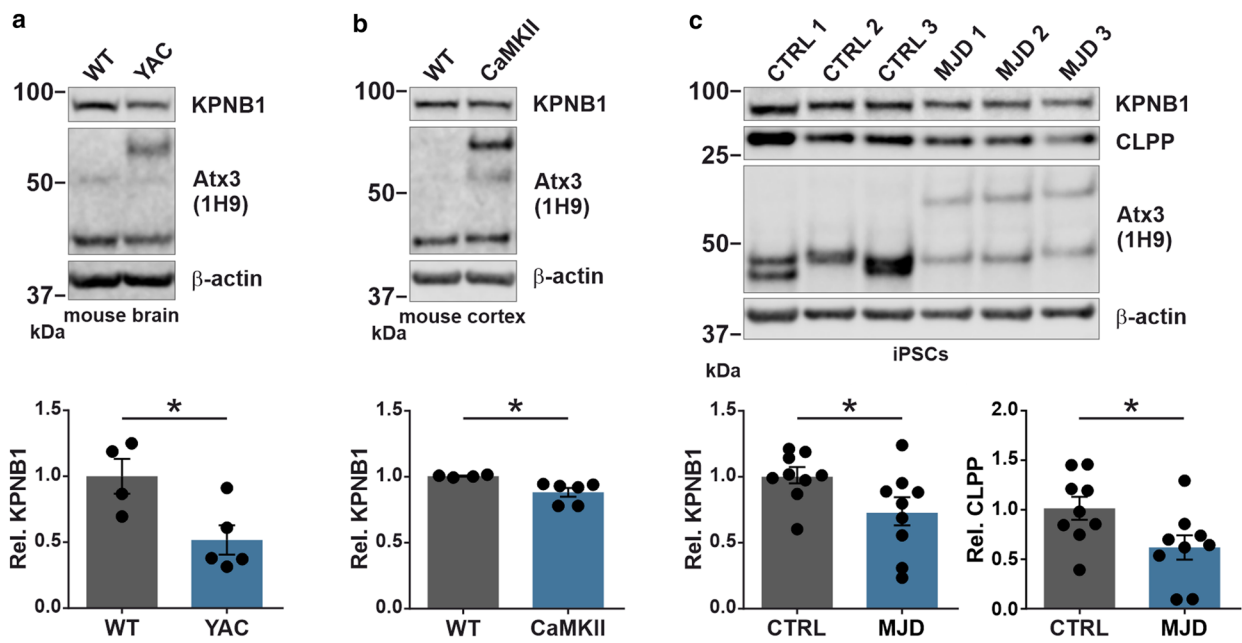 a
WT YAC
100
KPNB1
50
Atx3
(1H9)
β-actin
37
mouse brain
kDa
1.5
1.0
0.5
0.0
Rel. KPNB1
*
WT YAC
b
WT CaMKII
100
KPNB1
50
Atx3
(1H9)
β-actin
37
mouse cortex
kDa
1.5
1.0
0.5
0.0
Rel. KPNB1
*
WT CaMKII
c
CTRL 1 CTRL 2 CTRL 3 MJD 1 MJD 2 MJD 3
100
KPNB1
CLPP
25
50
Atx3
(1H9)
β-actin
37
iPSCs
kDa
1.5
1.0
0.5
0.0
Rel. KPNB1
*
CTRL MJD
2.0
1.5
1.0
0.5
0.0
Rel. CLPP
*
CTRL MJD